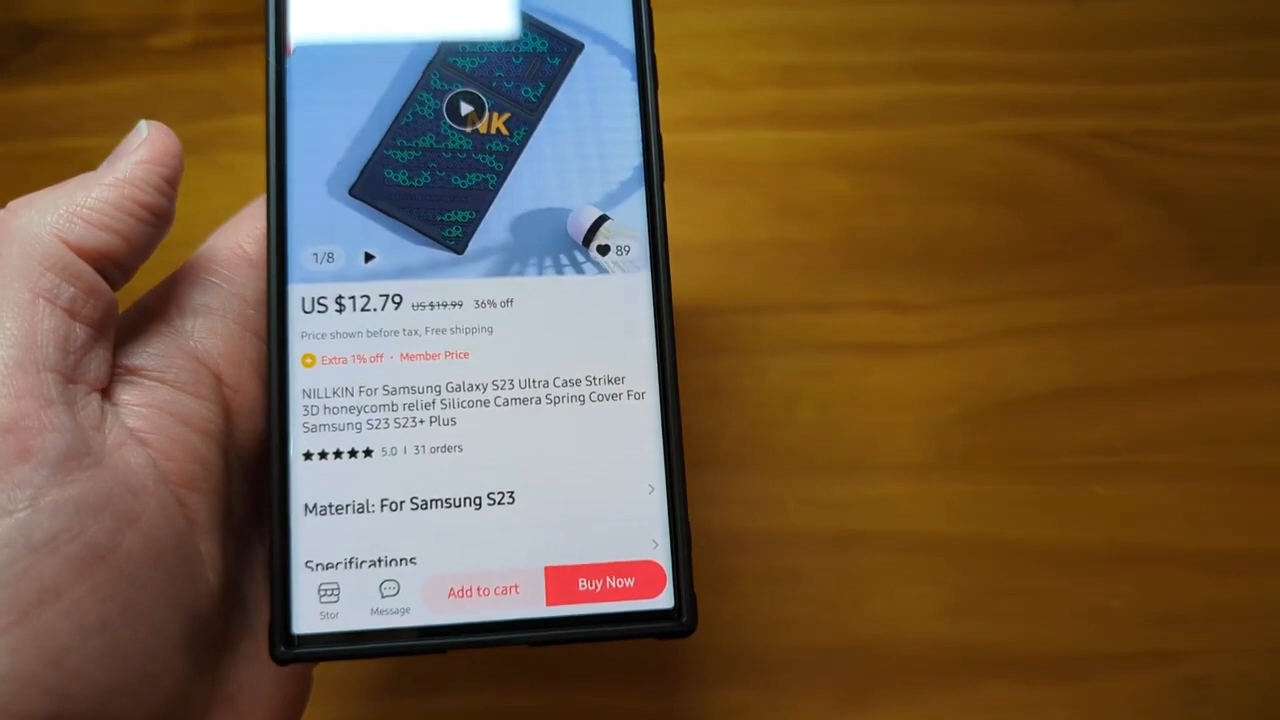 NK
1/8
89
US $12.79 US $19.99 36% off
Price shown before tax, Free shipping
Extra 1% off · Member Price
NILLKIN For Samsung Galaxy S23 Ultra Case Striker
3D honeycomb relief Silicone Camera Spring Cover For
Samsung S23 S23+ Plus
5.0 | 31 orders
Material: For Samsung S23
Specifications
Stor
Message
Add to cart
Buy Now